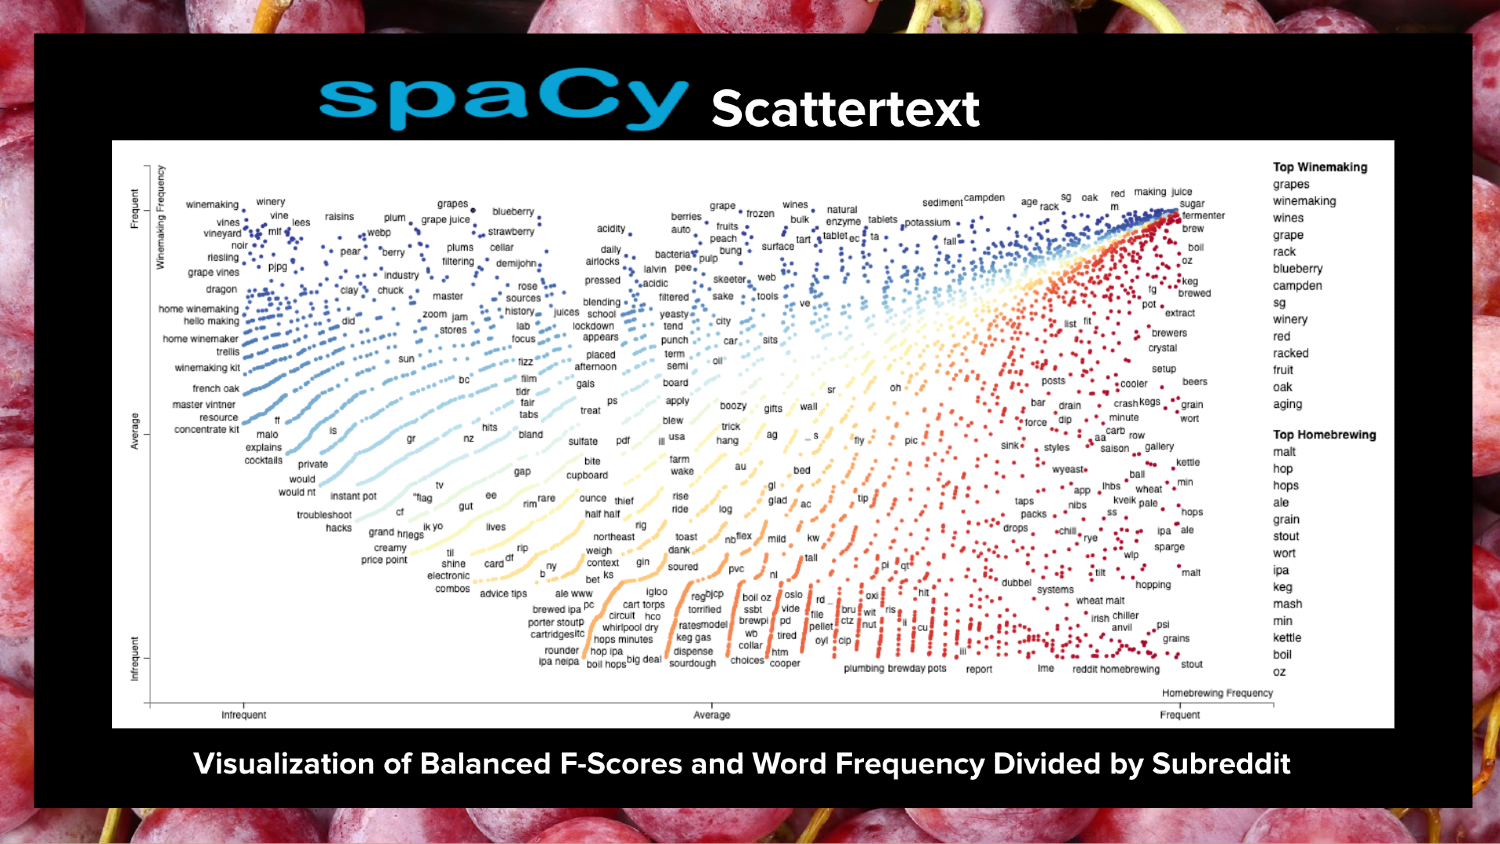 spaCy Scattertext
Winemaking Frequency
Frequent
Average
Infrequent
winemaking winery grapes blueberry grape wines sediment campden age rack sg oak red m making juice sugar
vines vine lees raisins plum grape juice berries frozen bulk natural enzyme tablets potassium fermenter
vineyard mlf webp strawberry acidity auto fruits tart tablet ec ta brew
noir pear berry plums cellar daily peach bung surface fall boil
riesling pjpg filtering demijohn airlocks bacteria pulp oz
grape vines industry lalvin pee skeeter web keg
dragon clay chuck master rose pressed acidic sake tools fg brewed
home winemaking zoom jam sources blending filtered ve pot extract
hello making did stores history juices school yeasty city list fit
home winemaker lab lockdown tend brewers
trellis sun focus appears punch car sits crystal
winemaking kit fizz placed term oil setup
french oak bc film afternoon semi posts cooler beers
master vintner tldr gais board sr oh
resource ff fair ps apply boozy gifts wall bar drain crash kegs grain
concentrate kit is tabs treat blew trick force dip minute wort
malo gr nz hits bland sulfate pdf ill usa hang ag _ s fly pic carb row
explains sink styles aa saison gallery
cocktails private gap bite farm au bed wyeast ball kettle
would tv cupboard wake gl app lhbs wheat min
would nt instant pot "flag ee rim rare ounce thief rise glad ac tip taps nibs kveik pale
troubleshoot cf gut half half ride log packs ss hops
hacks grand hriegs ik yo lives rig drops chill rye ipa ale
creamy northeast toast nb flex mild kw sparge
price point til rip weigh dank tall wlp
shine card df ny context gin soured pvc pi qt tilt malt
electronic b bet ks nl dubbel hopping
combos advice tips ale www igloo reg bjcp boil oz oslo rd _ oxi hit systems
brewed ipa pc cart torps torrified ssbt vide file bru wit ris wheat malt
porter stout p circuit hco rates model brewpi pd pellet ctz nut li cu irish chiller psi
cartridges itc whirlpool dry keg gas wb tired oyl cip anvil grains
rounder hops minutes dispense collar htm iii
ipa neipa hop ipa boil hops big deal sourdough choices cooper plumbing brewday pots report lme reddit homebrewing stout
Homebrewing Frequency
Infrequent Average Frequent
Top Winemaking
grapes
winemaking
wines
grape
rack
blueberry
campden
sg
winery
red
racked
fruit
oak
aging
Top Homebrewing
malt
hop
hops
ale
grain
stout
wort
ipa
keg
mash
min
kettle
boil
oz
Visualization of Balanced F-Scores and Word Frequency Divided by Subreddit